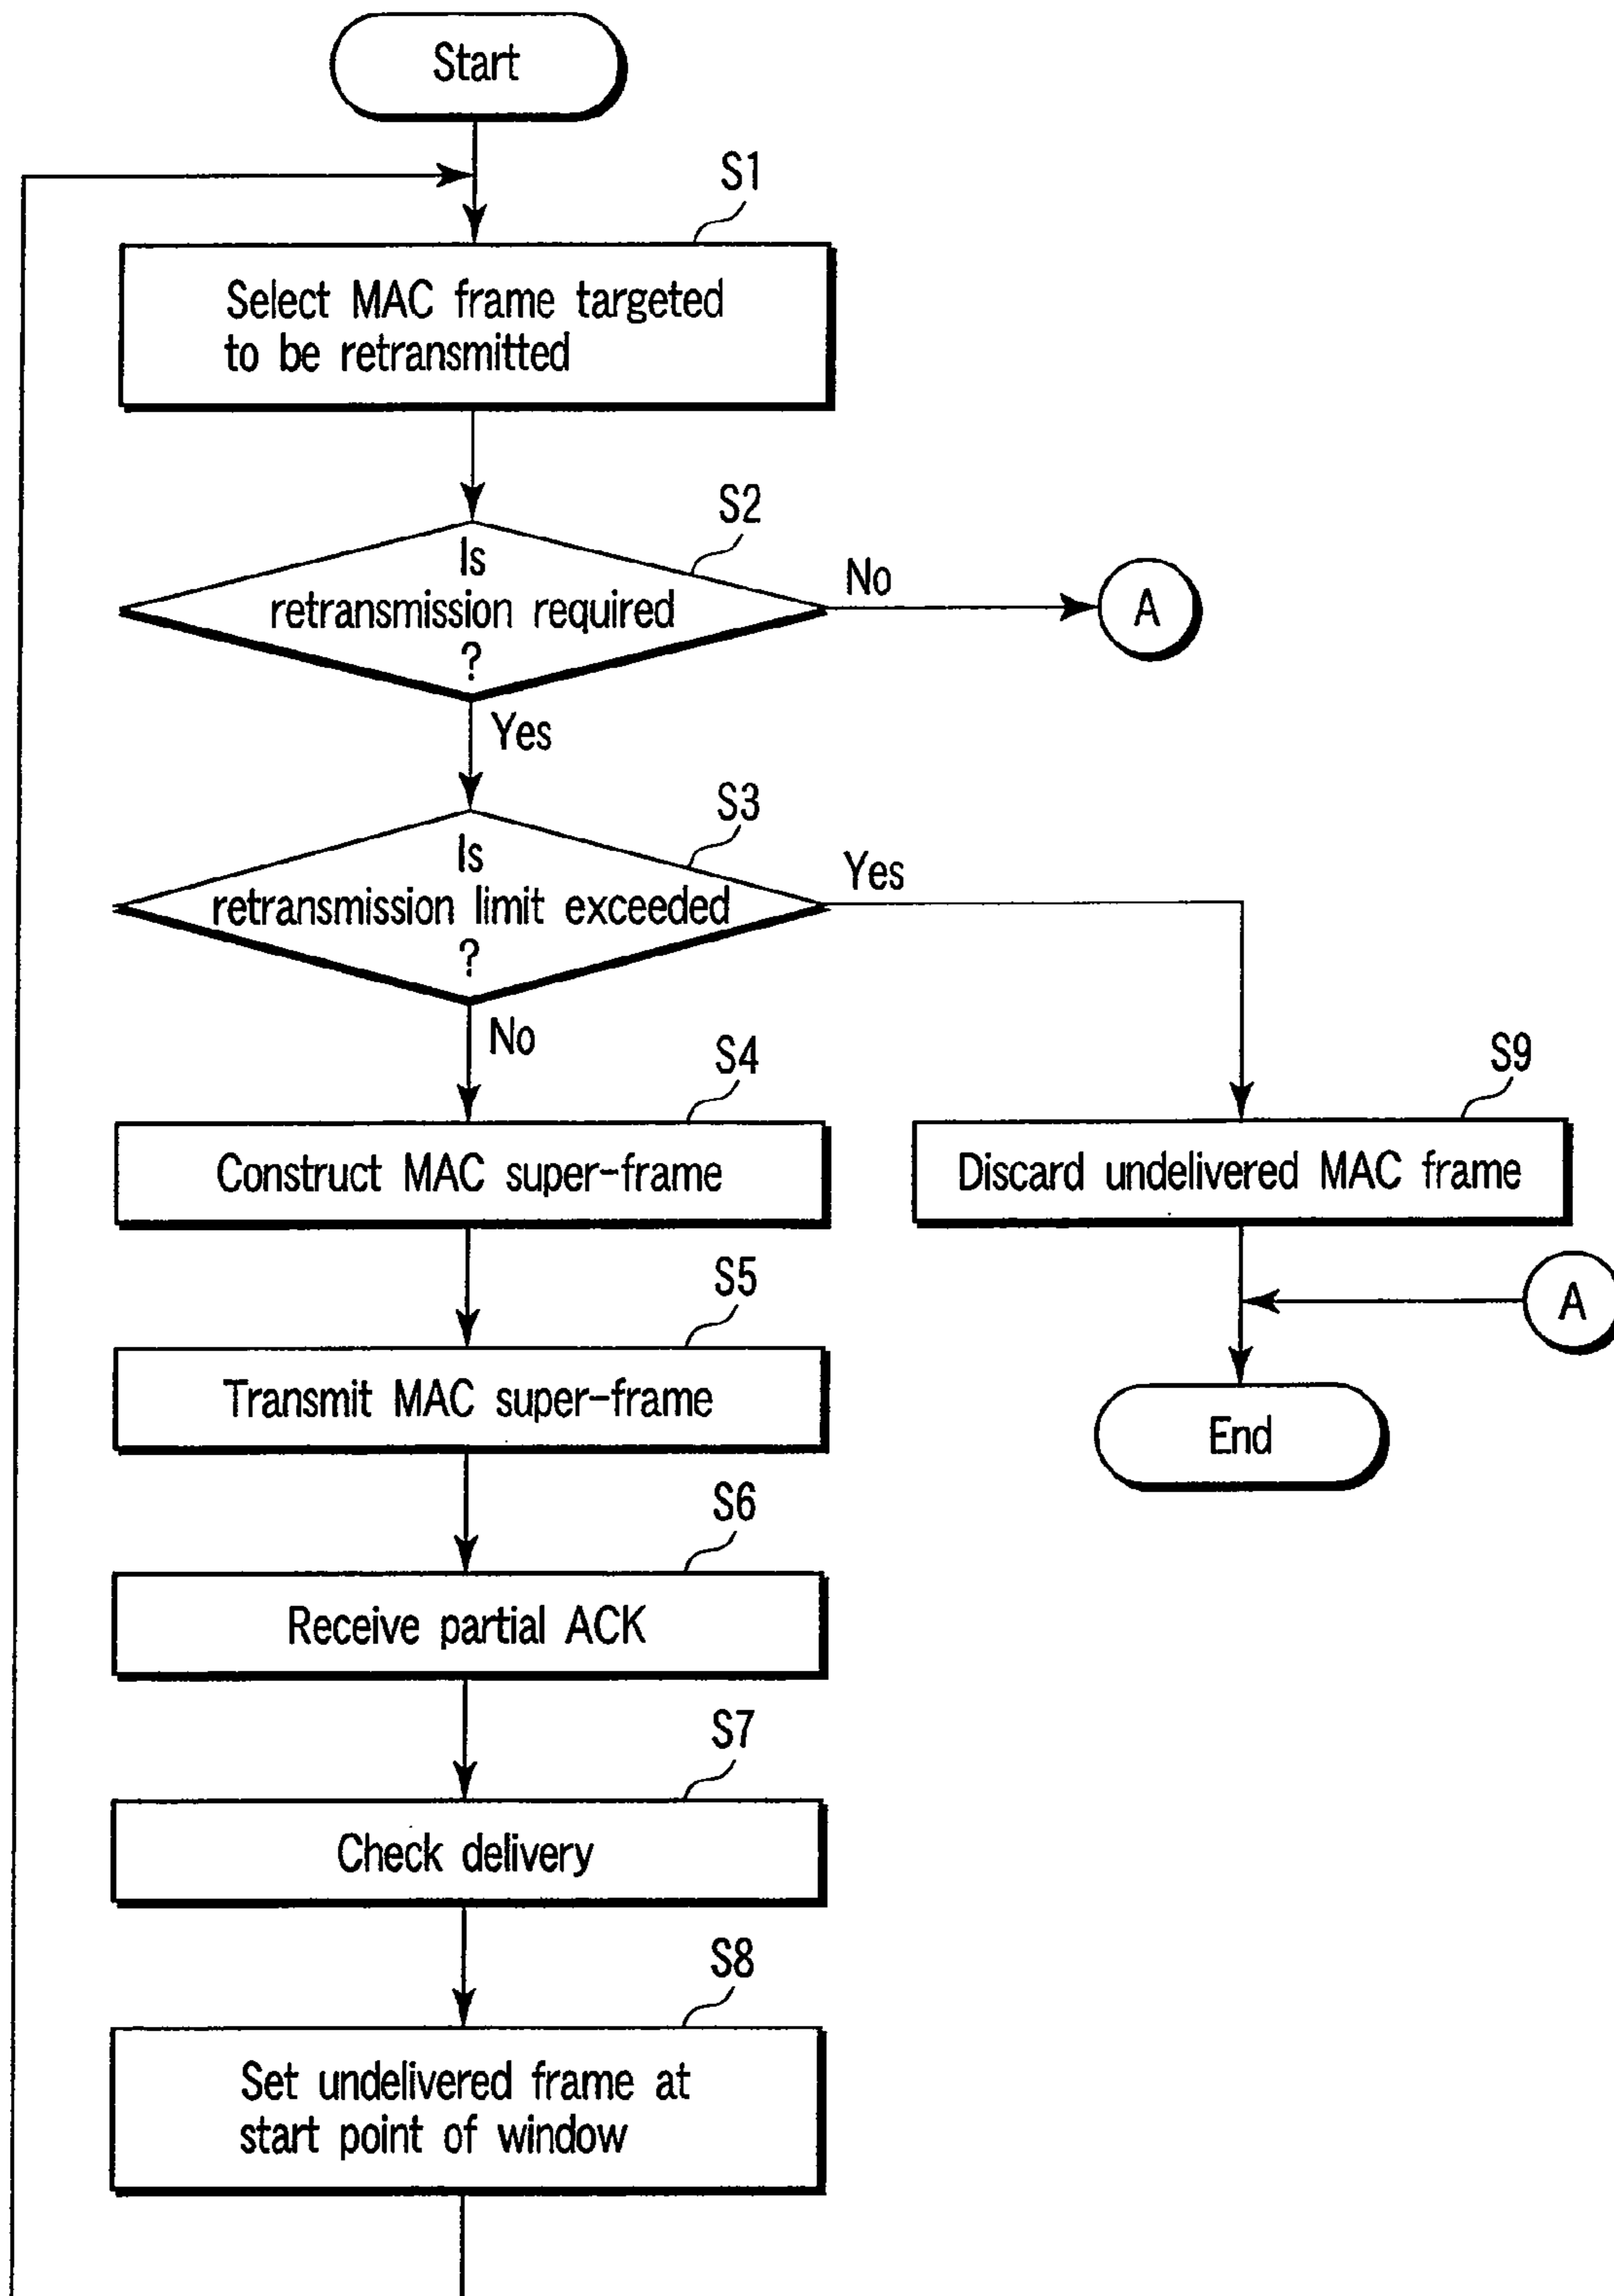 Start
S1
Select MAC frame targeted
to be retransmitted
S2
Is
retransmission required
?
No
A
Yes
S3
Is
retransmission limit exceeded
?
Yes
No
S4
Construct MAC super-frame
S9
Discard undelivered MAC frame
S5
Transmit MAC super-frame
A
End
S6
Receive partial ACK
S7
Check delivery
S8
Set undelivered frame at
start point of window